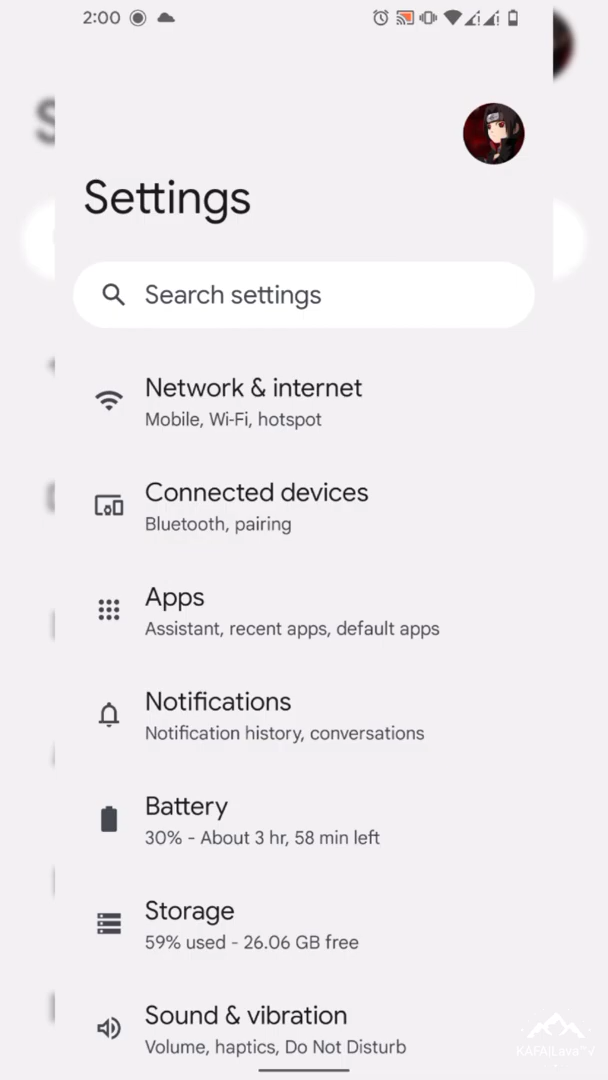 2:00
Settings
Search settings
Network & internet
Mobile, Wi-Fi, hotspot
Connected devices
Bluetooth, pairing
Apps
Assistant, recent apps, default apps
Notifications
Notification history, conversations
Battery
30% - About 3 hr, 58 min left
Storage
59% used - 26.06 GB free
Sound & vibration
Volume, haptics, Do Not Disturb